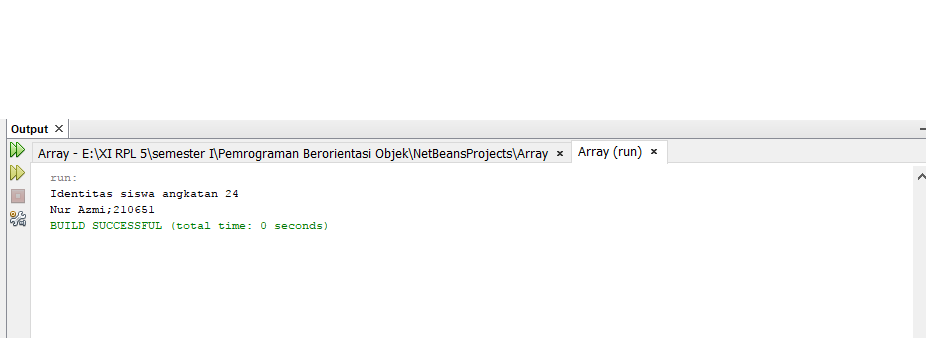 Output
Array - E:\XI RPL 5\semester I\Pemrograman Berorientasi Objek\NetBeansProjects\Array
Array (run)
run:
Identitas siswa angkatan 24
Nur Azmi;210651
BUILD SUCCESSFUL (total time: 0 seconds)